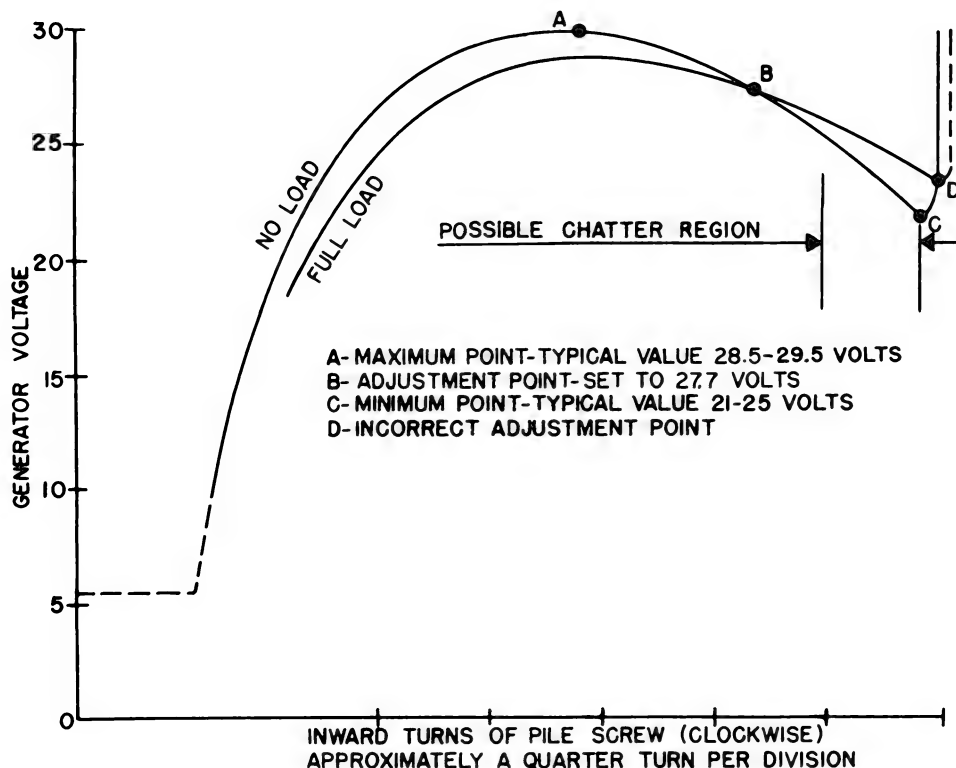 GENERATOR VOLTAGE
30
25
20
15
10
5
0
A
B
C
D
NO LOAD
FULL LOAD
POSSIBLE CHATTER REGION
A- MAXIMUM POINT-TYPICAL VALUE 28.5-29.5 VOLTS
B- ADJUSTMENT POINT-SET TO 27.7 VOLTS
C- MINIMUM POINT-TYPICAL VALUE 21-25 VOLTS
D- INCORRECT ADJUSTMENT POINT
INWARD TURNS OF PILE SCREW (CLOCKWISE)
APPROXIMATELY A QUARTER TURN PER DIVISION